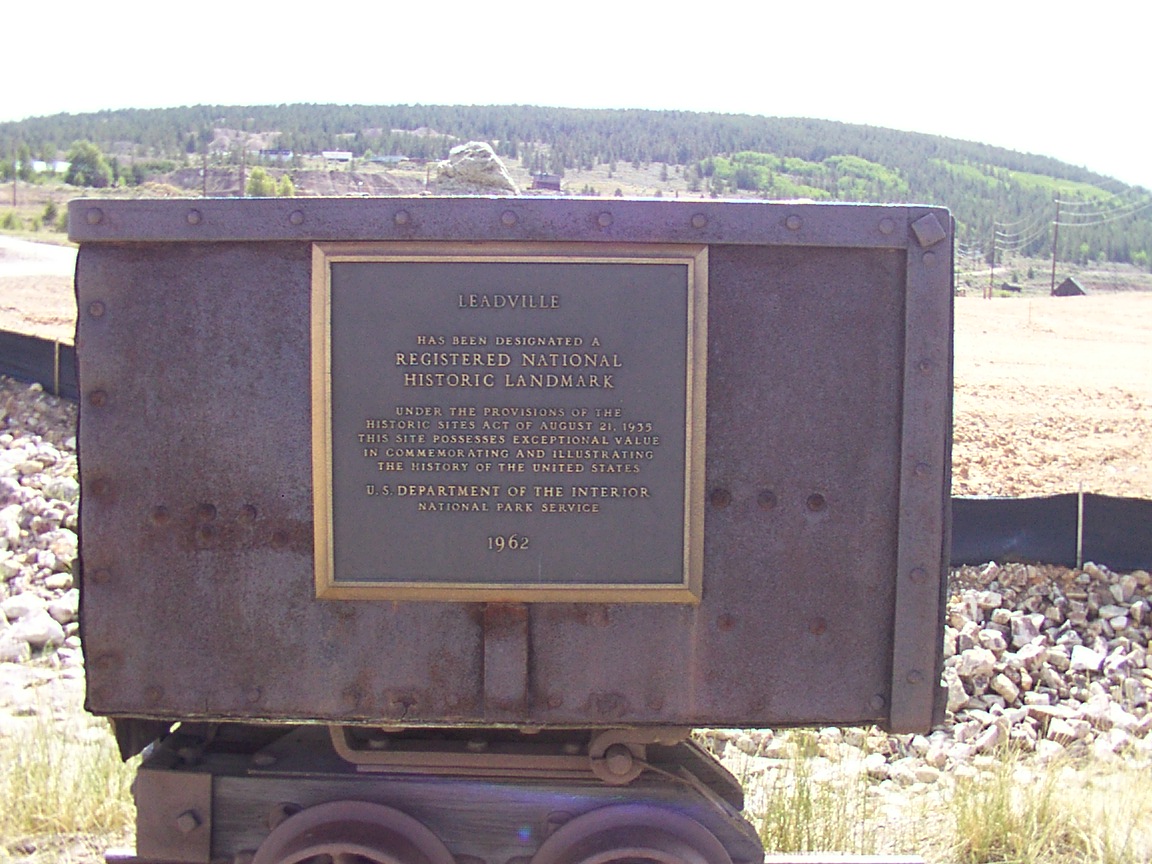 LEADVILLE
HAS BEEN DESIGNATED A
REGISTERED NATIONAL
HISTORIC LANDMARK
UNDER THE PROVISIONS OF THE
HISTORIC SITES ACT OF AUGUST 21, 1935
THIS SITE POSSESSES EXCEPTIONAL VALUE
IN COMMEMORATING AND ILLUSTRATING
THE HISTORY OF THE UNITED STATES
U.S. DEPARTMENT OF THE INTERIOR
NATIONAL PARK SERVICE
1962